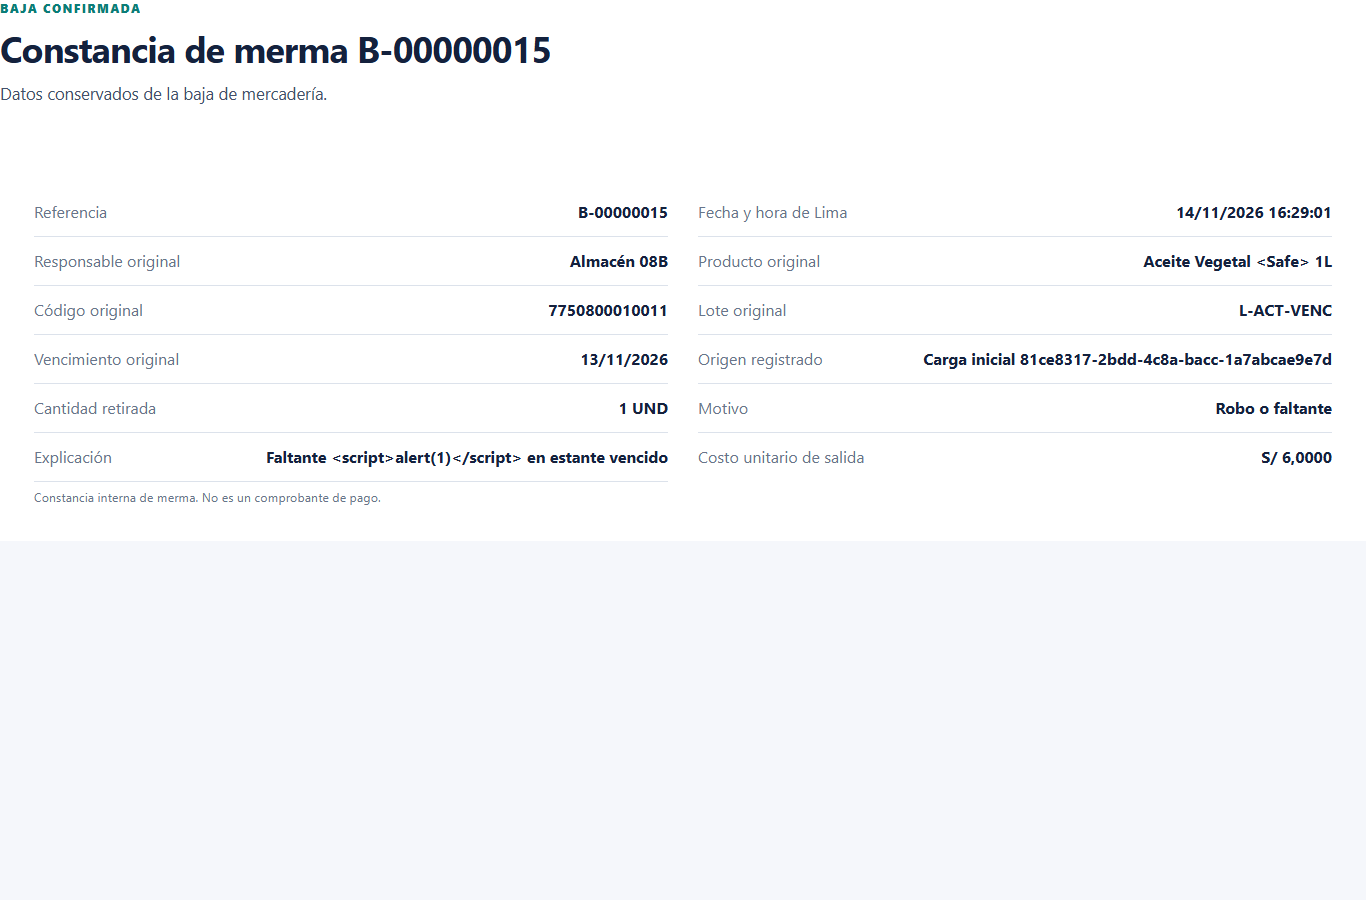 BAJA CONFIRMADA
Constancia de merma B-00000015
Datos conservados de la baja de mercadería.
Referencia B-00000015 Fecha y hora de Lima 14/11/2026 16:29:01
Responsable original Almacén 08B Producto original Aceite Vegetal <Safe> 1L
Código original 7750800010011 Lote original L-ACT-VENC
Vencimiento original 13/11/2026 Origen registrado Carga inicial 81ce8317-2bdd-4c8a-bacc-1a7abcae9e7d
Cantidad retirada 1 UND Motivo Robo o faltante
Explicación Faltante <script>alert(1)</script> en estante vencido Costo unitario de salida S/ 6,0000
Constancia interna de merma. No es un comprobante de pago.